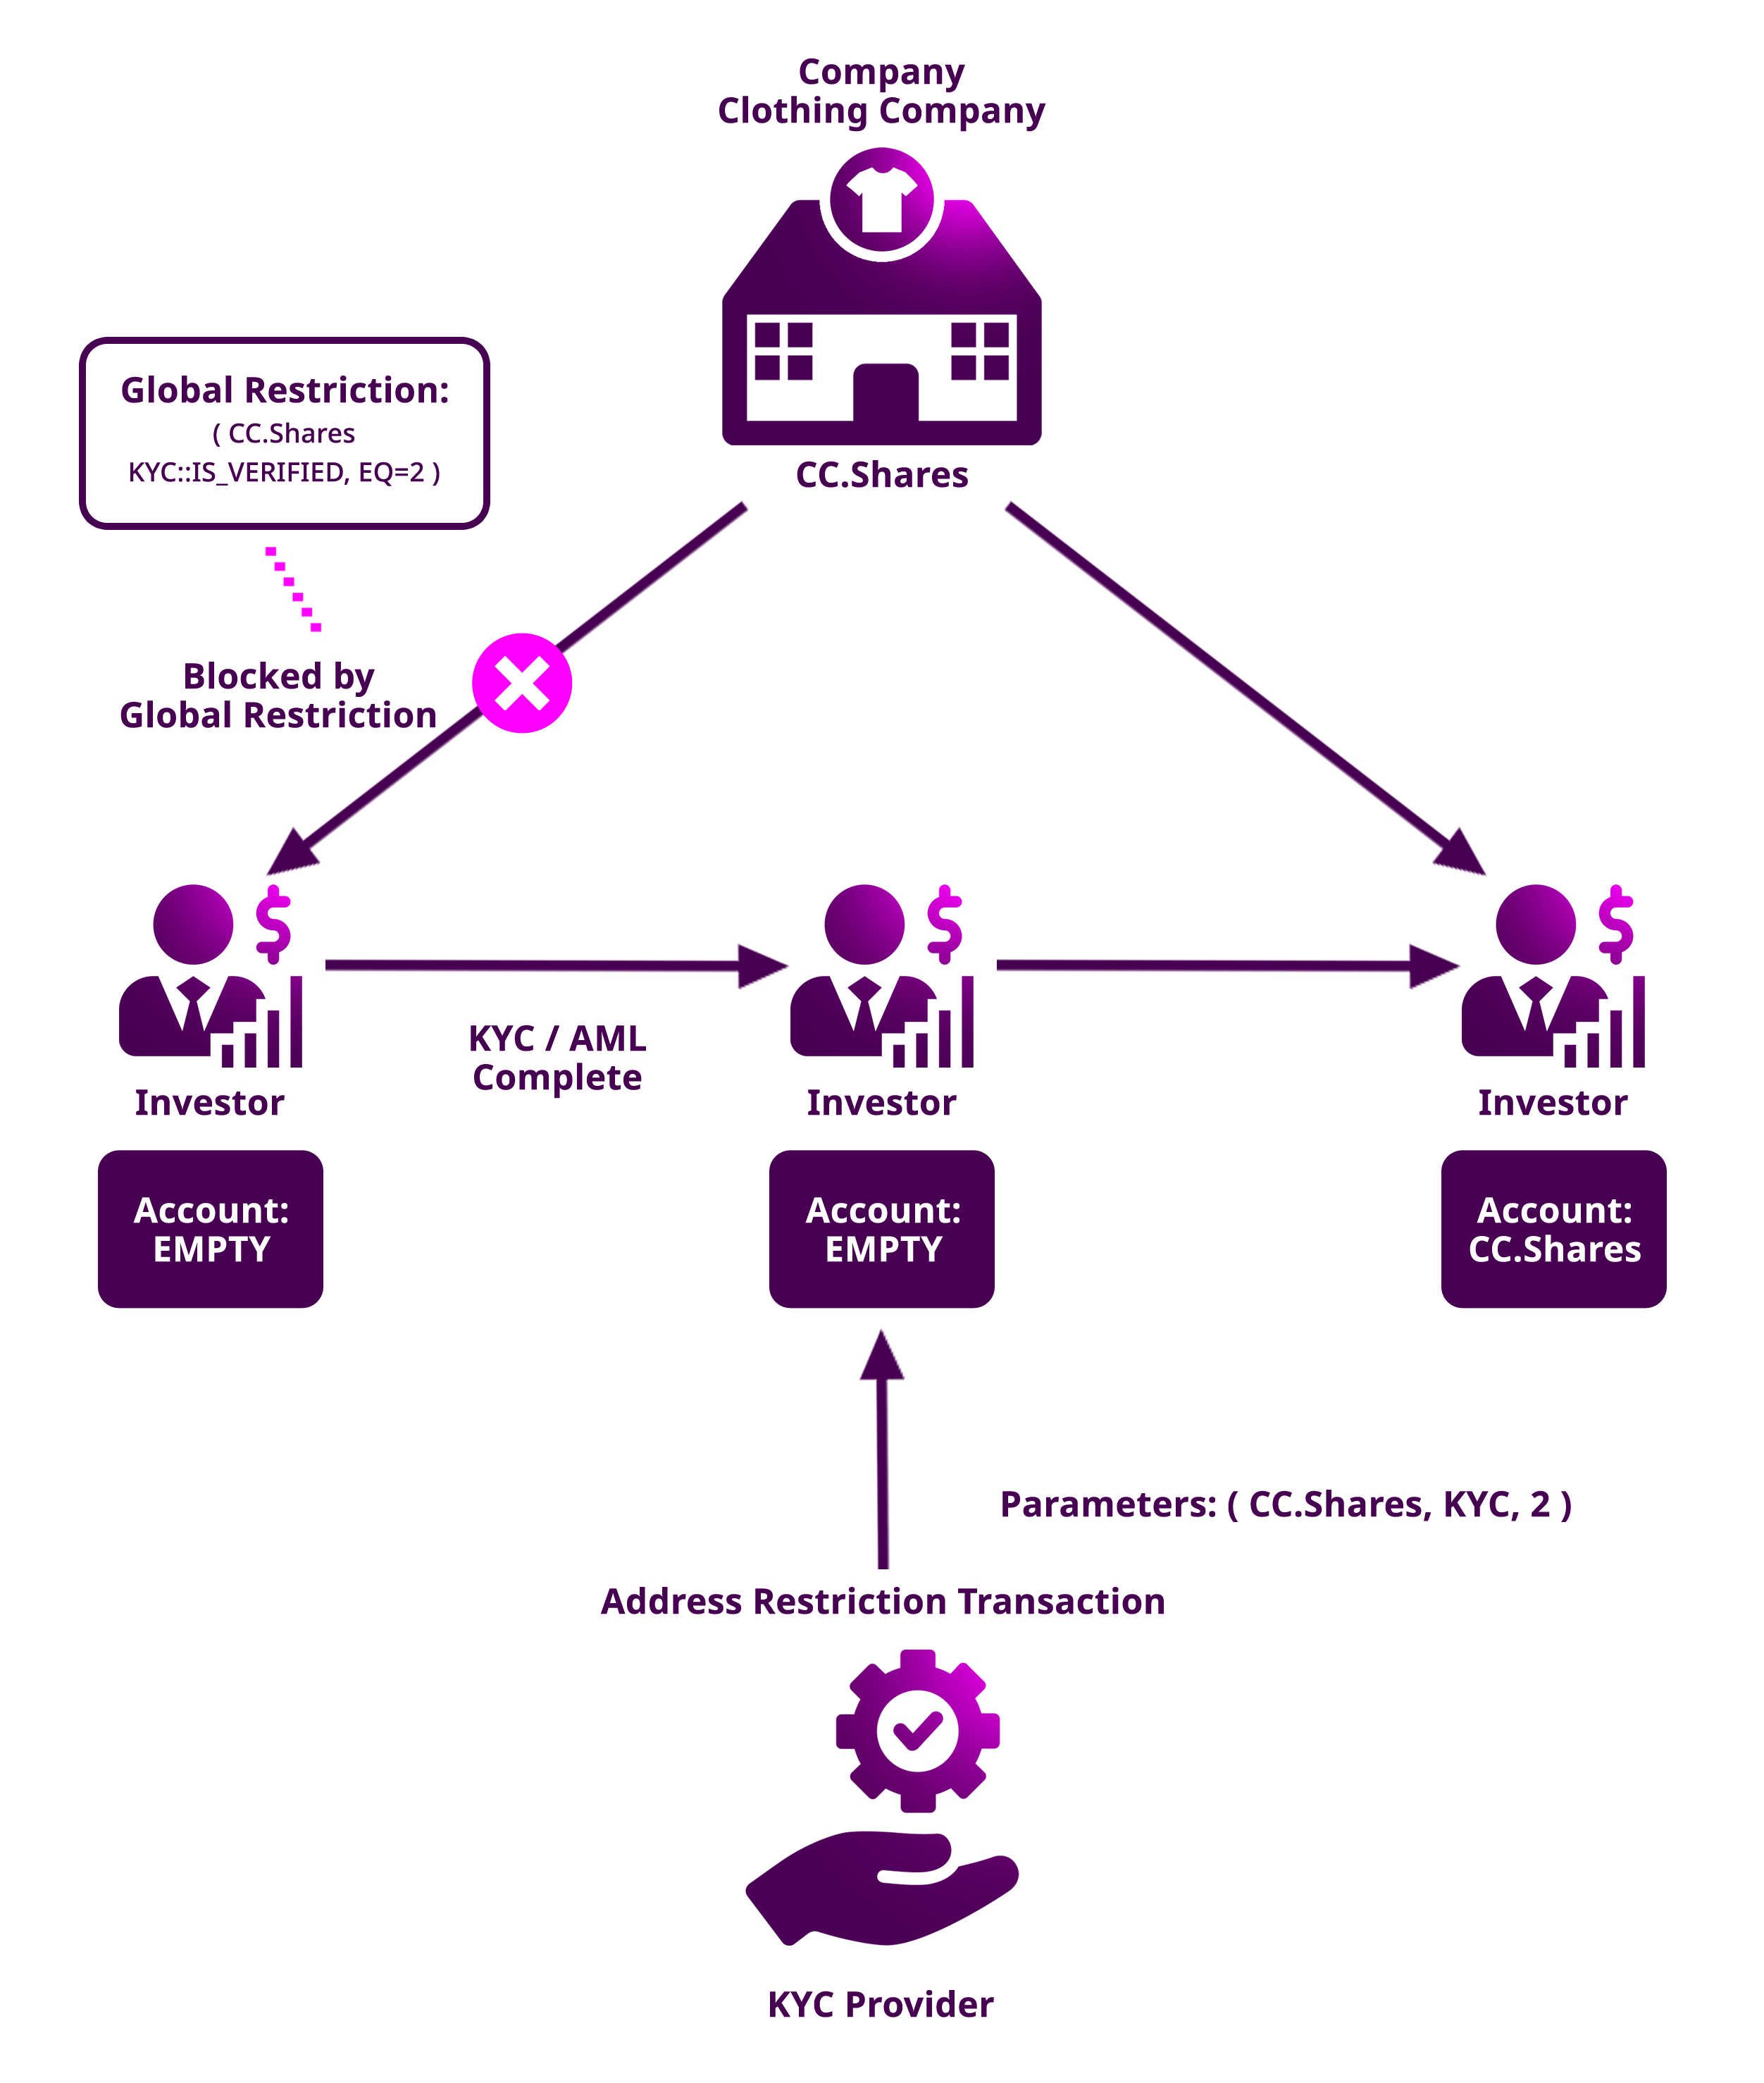 Company
Clothing Company
CC.Shares
Global Restriction:
( CC.Shares
KYC::IS_VERIFIED, EQ=2 )
Blocked by
Global Restriction
KYC / AML
Complete
Investor
Investor
Investor
Account:
EMPTY
Account:
EMPTY
Account:
CC.Shares
Parameters: ( CC.Shares, KYC, 2 )
Address Restriction Transaction
KYC Provider